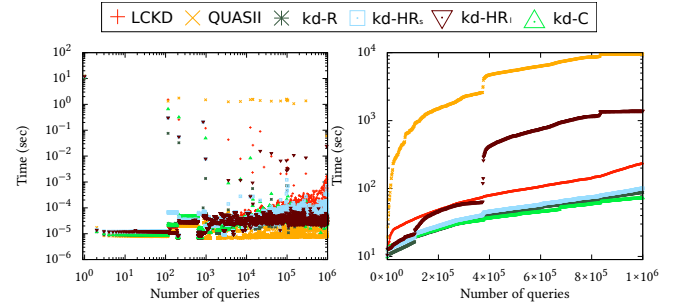 LCKD QUASII kd-R kd-HRs kd-HRl kd-C
Time (sec)
10^2
10^1
10^0
10^-1
10^-2
10^-3
10^-4
10^-5
10^-6
10^0 10^1 10^2 10^3 10^4 10^5 10^6
Number of queries
Time (sec)
10^4
10^3
10^2
10^1
0×10^0 2×10^5 4×10^5 6×10^5 8×10^5 1×10^6
Number of queries